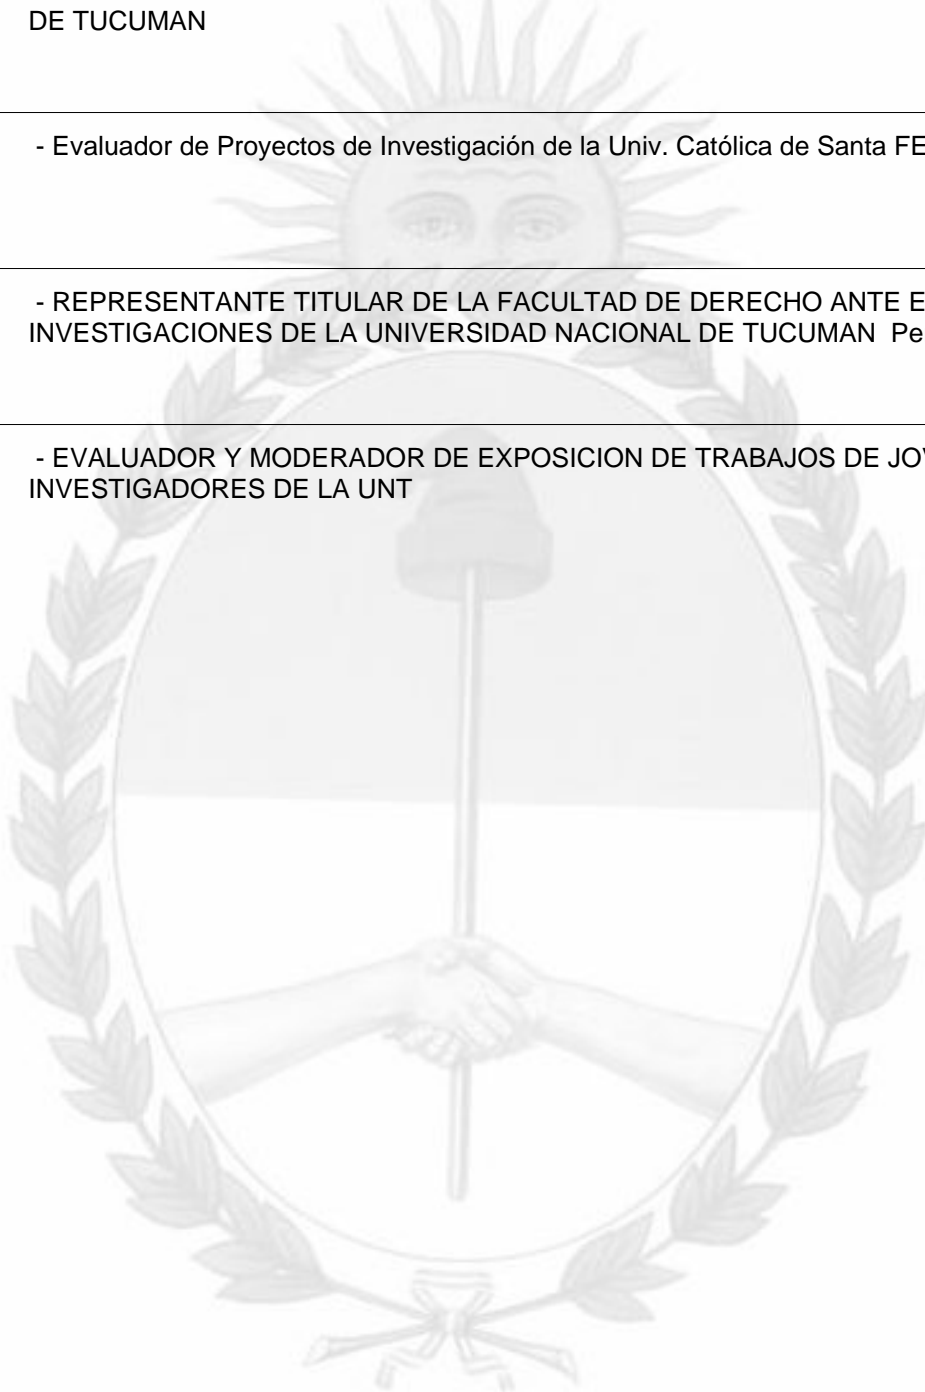 DE TUCUMAN
- Evaluador de Proyectos de Investigación de la Univ. Católica de Santa FE
- REPRESENTANTE TITULAR DE LA FACULTAD DE DERECHO ANTE E
INVESTIGACIONES DE LA UNIVERSIDAD NACIONAL DE TUCUMAN Pe
- EVALUADOR Y MODERADOR DE EXPOSICION DE TRABAJOS DE JO
INVESTIGADORES DE LA UNT